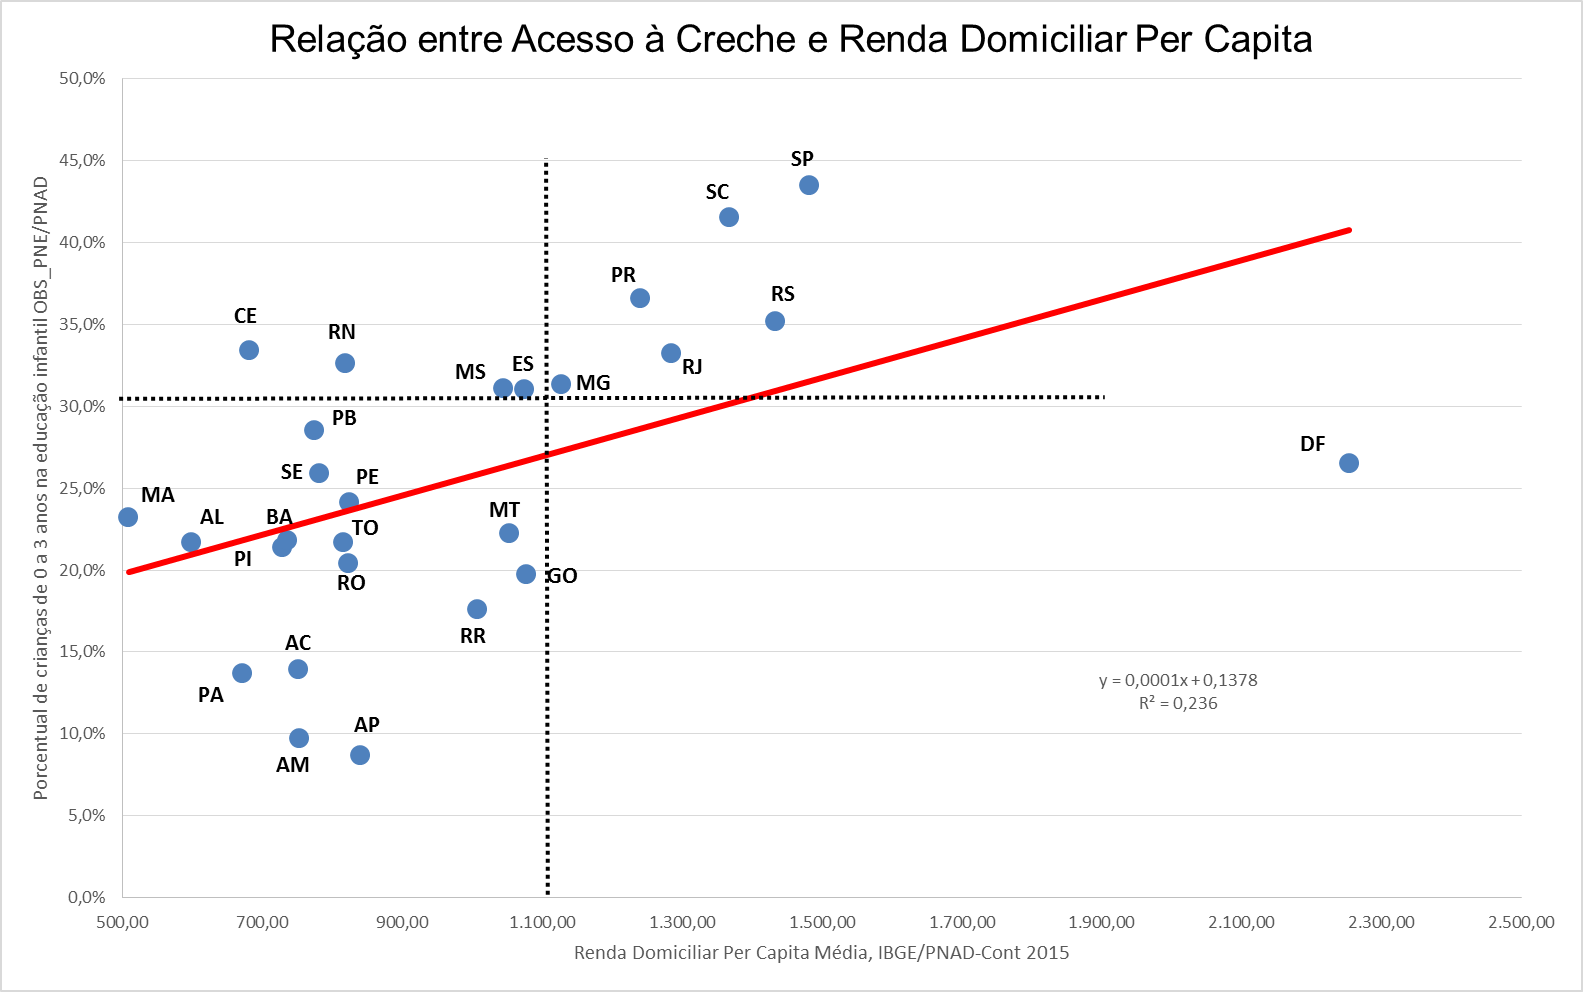 Relação entre Acesso à Creche e Renda Domiciliar Per Capita
Porcentual de crianças de 0 a 3 anos na educação infantil OBS_PNE/PNAD
50,0%
45,0%
40,0%
35,0%
30,0%
25,0%
20,0%
15,0%
10,0%
5,0%
0,0%
SP
SC
PR
RS
CE
RN
RJ
MS
ES
MG
PB
DF
SE
PE
MA
AL
BA
TO
MT
PI
RO
GO
RR
AC
PA
AP
AM
y = 0,0001x + 0,1378
R² = 0,236
500,00
700,00
900,00
1.100,00
1.300,00
1.500,00
1.700,00
1.900,00
2.100,00
2.300,00
2.500,00
Renda Domiciliar Per Capita Média, IBGE/PNAD-Cont 2015